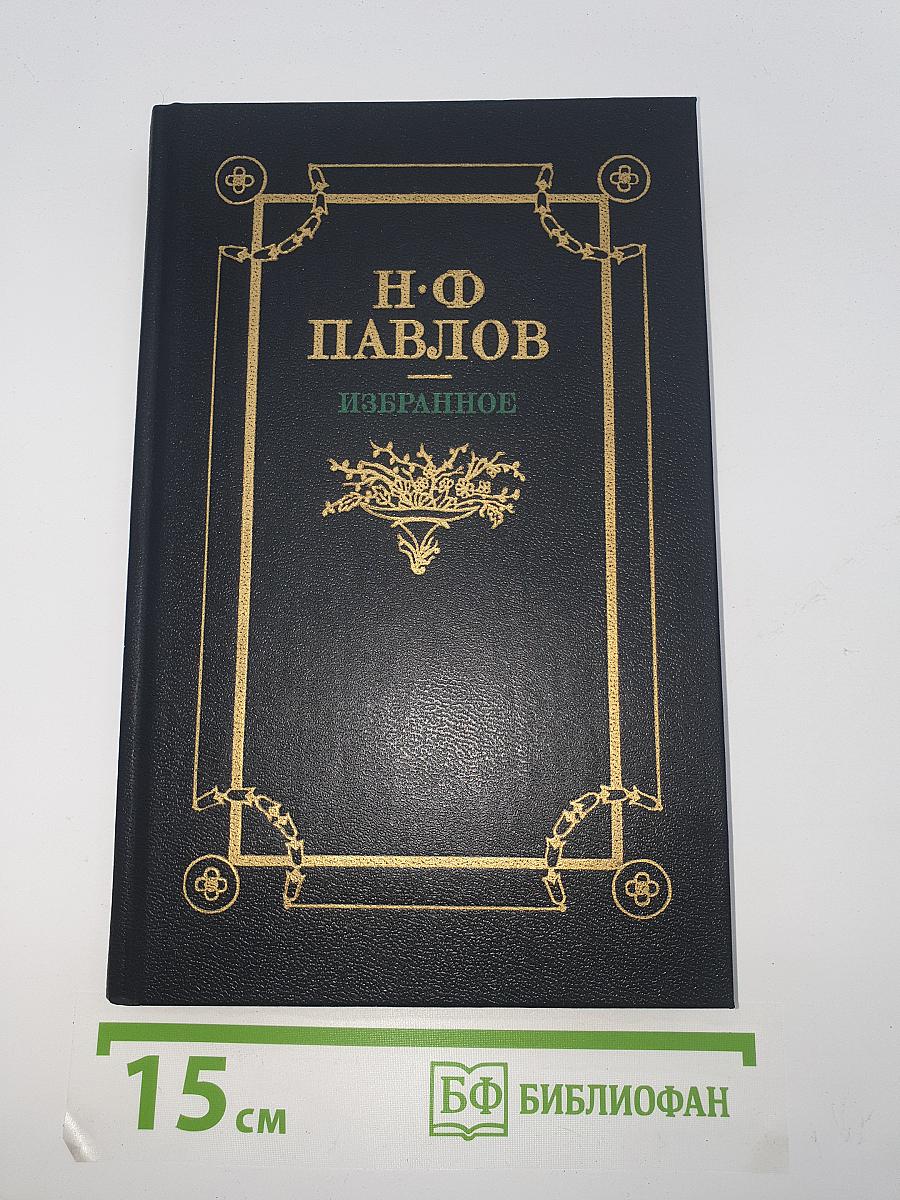 Н·Ф
ПАВЛОВ
ИЗБРАННОЕ
15 см
БФ БИБЛИОФАН